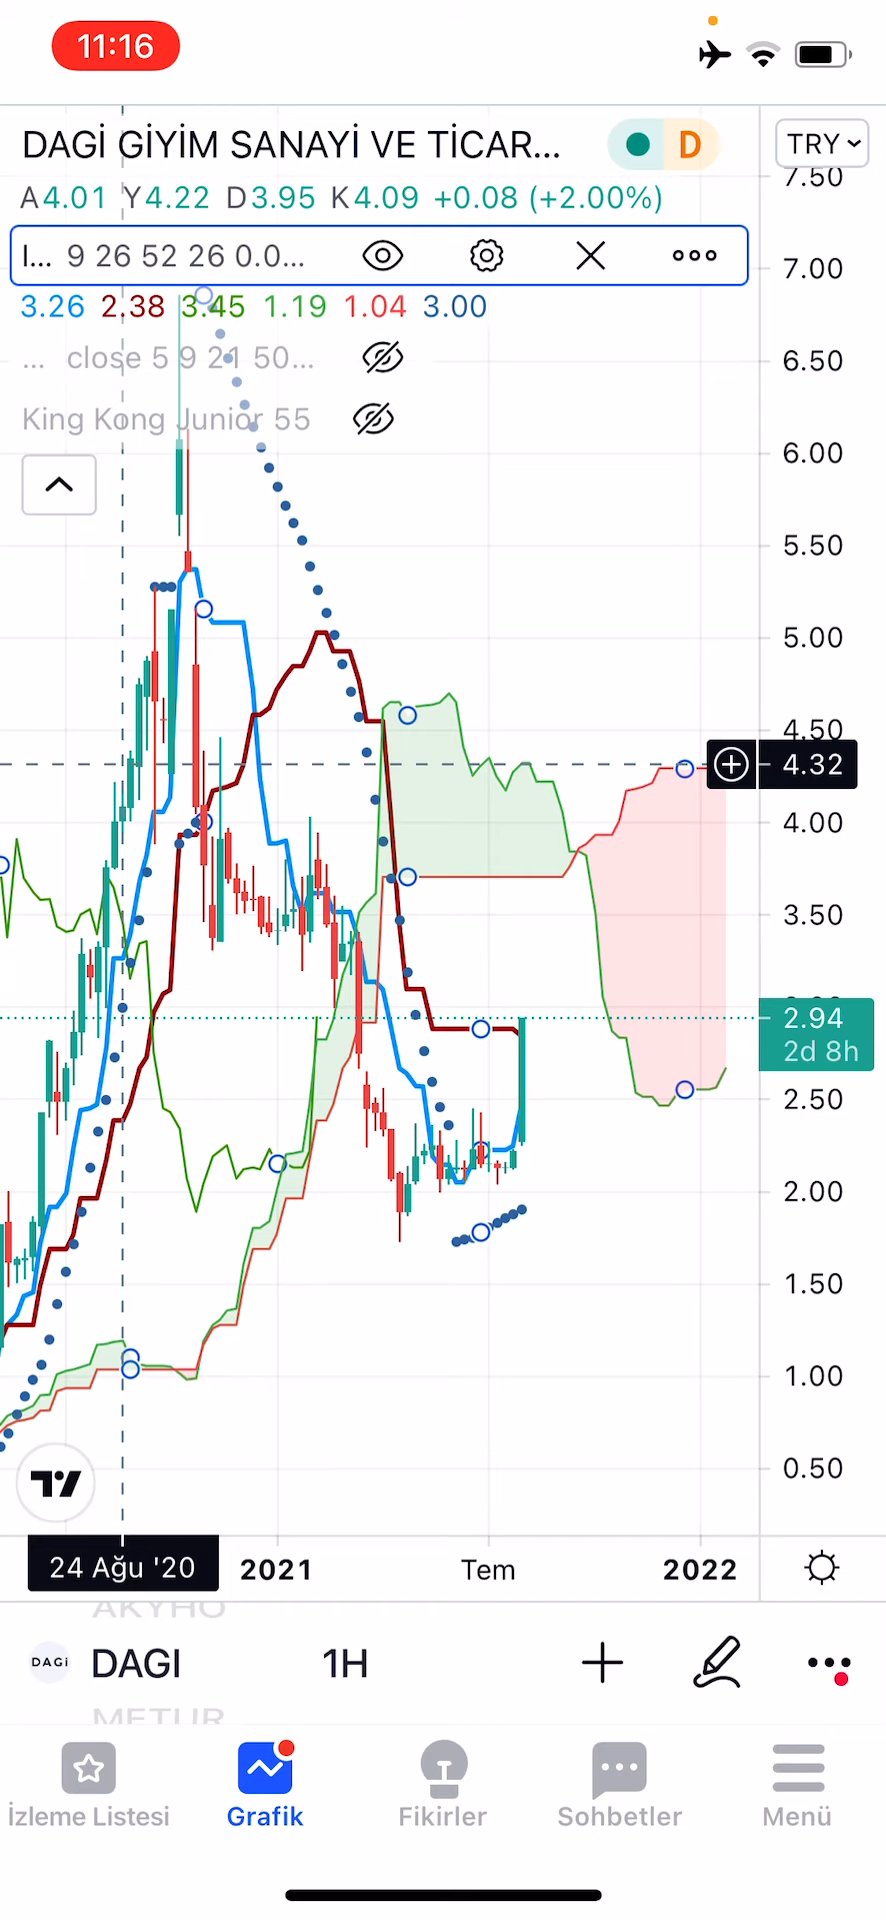 11:16
DAGİ GİYİM SANAYİ VE TİCAR... D TRY
A4.01 Y4.22 D3.95 K4.09 +0.08 (+2.00%)
7.50
I... 9 26 52 26 0.0...
7.00
3.26 2.38 3.45 1.19 1.04 3.00
... close 5 9 21 50...
6.50
King Kong Junior 55
6.00
5.50
5.00
4.50
4.32
4.00
3.50
2.94
2d 8h
2.50
2.00
1.50
1.00
0.50
24 Ağu '20 2021 Tem 2022
AKYHO
DAGi DAGI 1H
METUR
İzleme Listesi Grafik Fikirler Sohbetler Menü